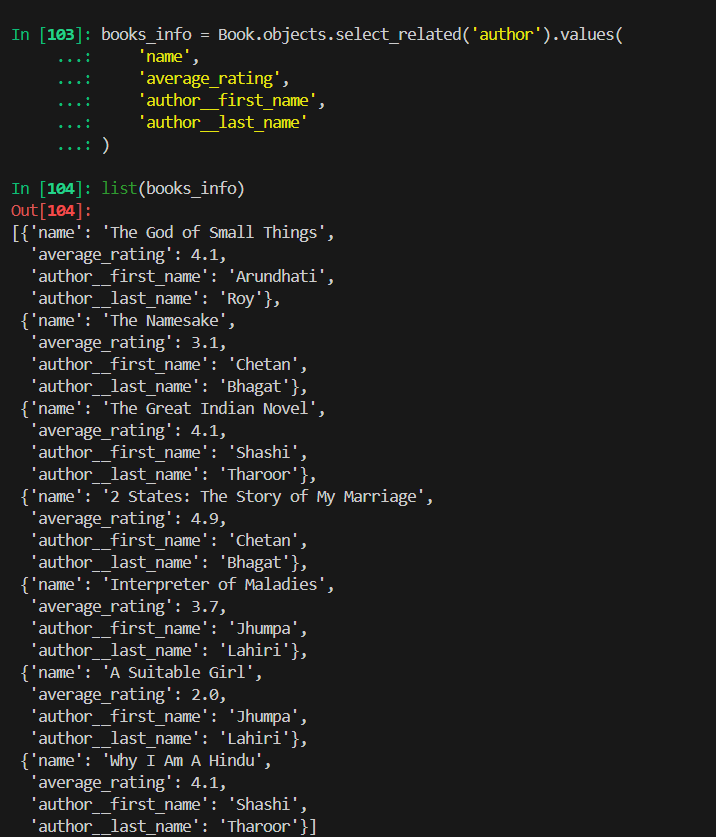 In [103]: books_info = Book.objects.select_related('author').values(
     ...:     'name',
     ...:     'average_rating',
     ...:     'author__first_name',
     ...:     'author__last_name'
     ...: )
In [104]: list(books_info)
Out[104]:
[{'name': 'The God of Small Things',
  'average_rating': 4.1,
  'author__first_name': 'Arundhati',
  'author__last_name': 'Roy'},
 {'name': 'The Namesake',
  'average_rating': 3.1,
  'author__first_name': 'Chetan',
  'author__last_name': 'Bhagat'},
 {'name': 'The Great Indian Novel',
  'average_rating': 4.1,
  'author__first_name': 'Shashi',
  'author__last_name': 'Tharoor'},
 {'name': '2 States: The Story of My Marriage',
  'average_rating': 4.9,
  'author__first_name': 'Chetan',
  'author__last_name': 'Bhagat'},
 {'name': 'Interpreter of Maladies',
  'average_rating': 3.7,
  'author__first_name': 'Jhumpa',
  'author__last_name': 'Lahiri'},
 {'name': 'A Suitable Girl',
  'average_rating': 2.0,
  'author__first_name': 'Jhumpa',
  'author__last_name': 'Lahiri'},
 {'name': 'Why I Am A Hindu',
  'average_rating': 4.1,
  'author__first_name': 'Shashi',
  'author__last_name': 'Tharoor'}]